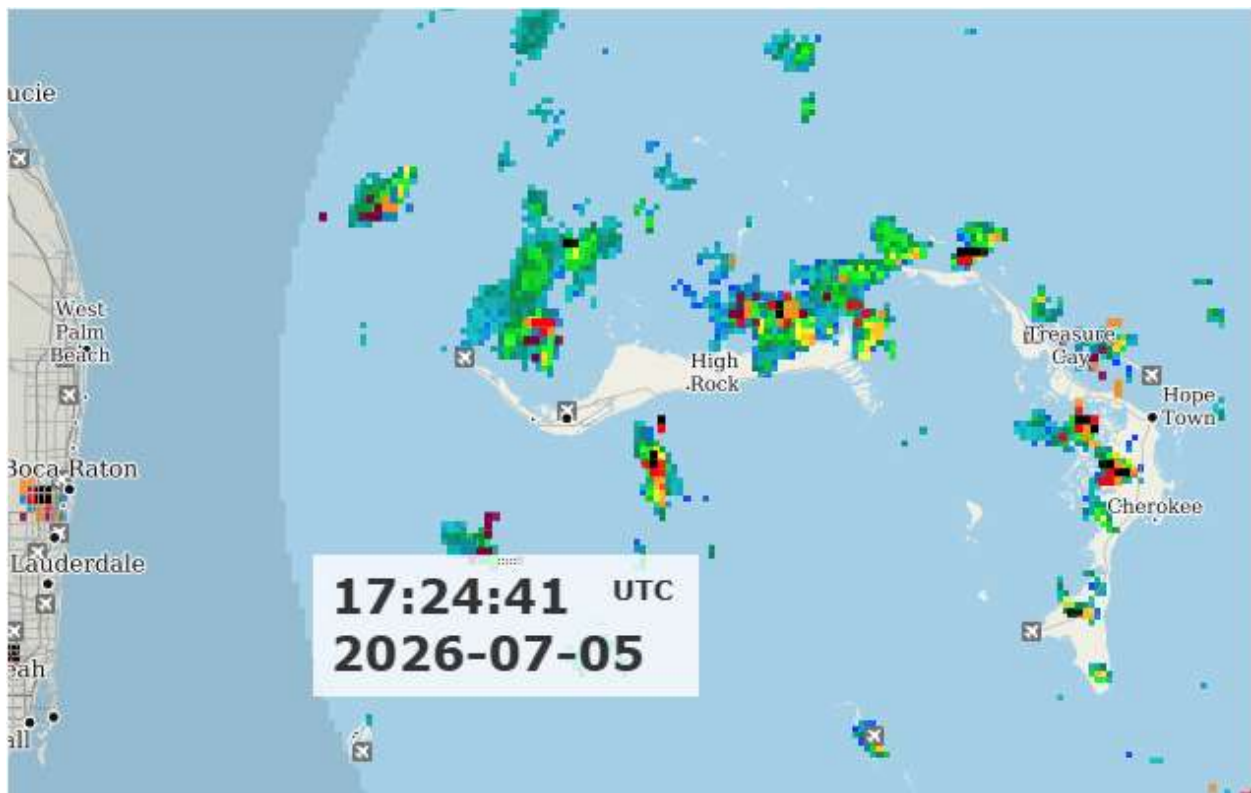 ucie
West
Palm
Beach
High
Rock
Treasure
Cay
Hope
Town
Boca Raton
Cherokee
Lauderdale
17:24:41 UTC
2026-07-05
eah
all